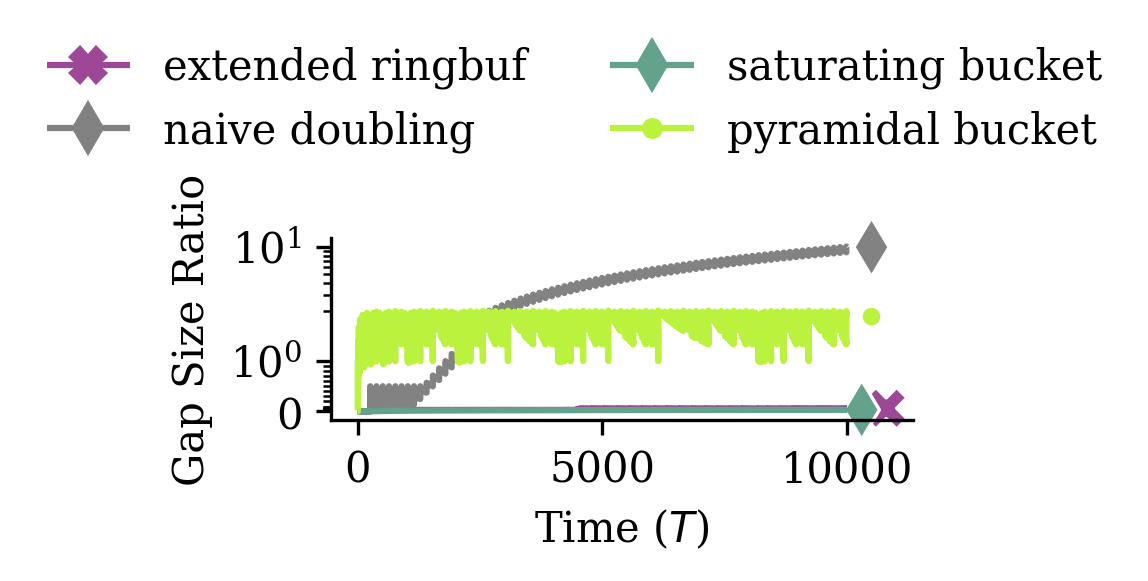 extended ringbuf
saturating bucket
naive doubling
pyramidal bucket
Gap Size Ratio
10¹
10⁰
0
0
5000
10000
Time (T)